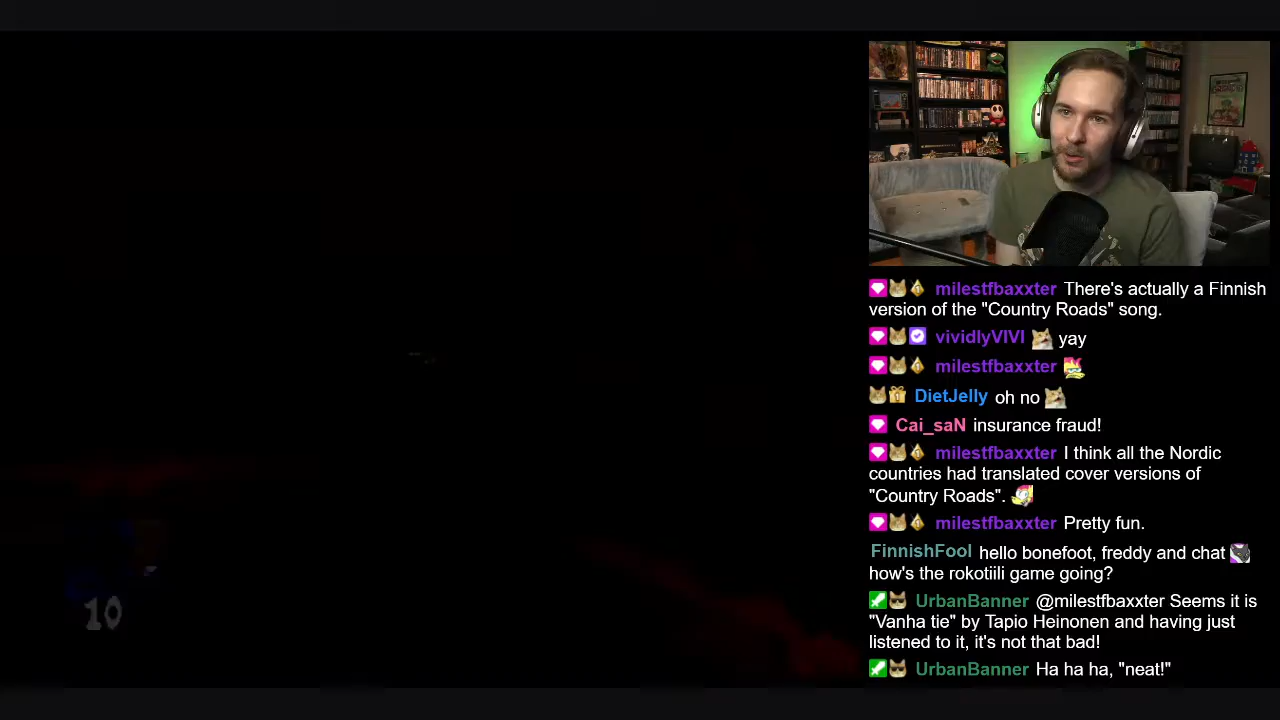 milestfbaxxter There's actually a Finnish
version of the "Country Roads" song.
vividlyVIVI yay
milestfbaxxter
DietJelly oh no
Cai_saN insurance fraud!
milestfbaxxter I think all the Nordic
countries had translated cover versions of
"Country Roads".
milestfbaxxter Pretty fun.
FinnishFool hello bonefoot, freddy and chat
how's the rokotiili game going?
UrbanBanner @milestfbaxxter Seems it is
"Vanha tie" by Tapio Heinonen and having just
listened to it, it's not that bad!
UrbanBanner Ha ha ha, "neat!"
10